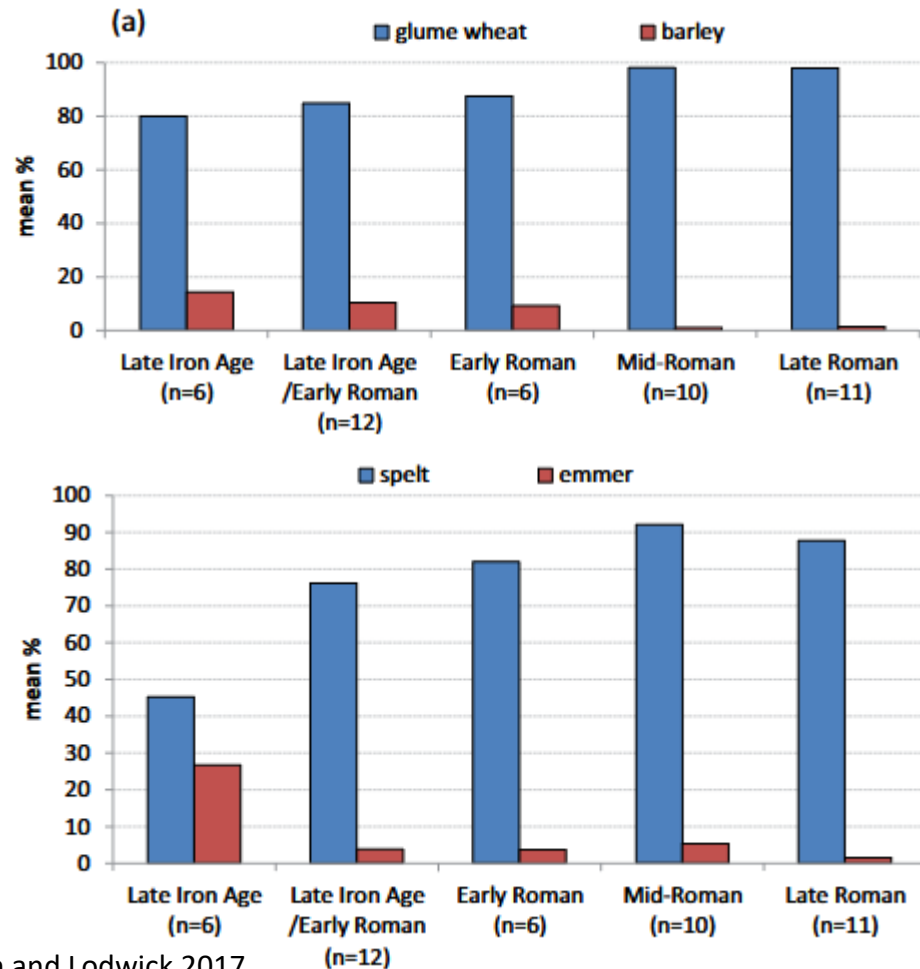 (a)
glume wheat barley
100
80
60
40
20
0
mean %
Late Iron Age Late Iron Age Early Roman Mid-Roman Late Roman
(n=6) /Early Roman (n=6) (n=10) (n=11)
(n=12)
spelt emmer
100
90
80
70
60
50
40
30
20
10
0
mean %
Late Iron Age Late Iron Age Early Roman Mid-Roman Late Roman
(n=6) /Early Roman (n=6) (n=10) (n=11)
(n=12)
and Lodwick 2017